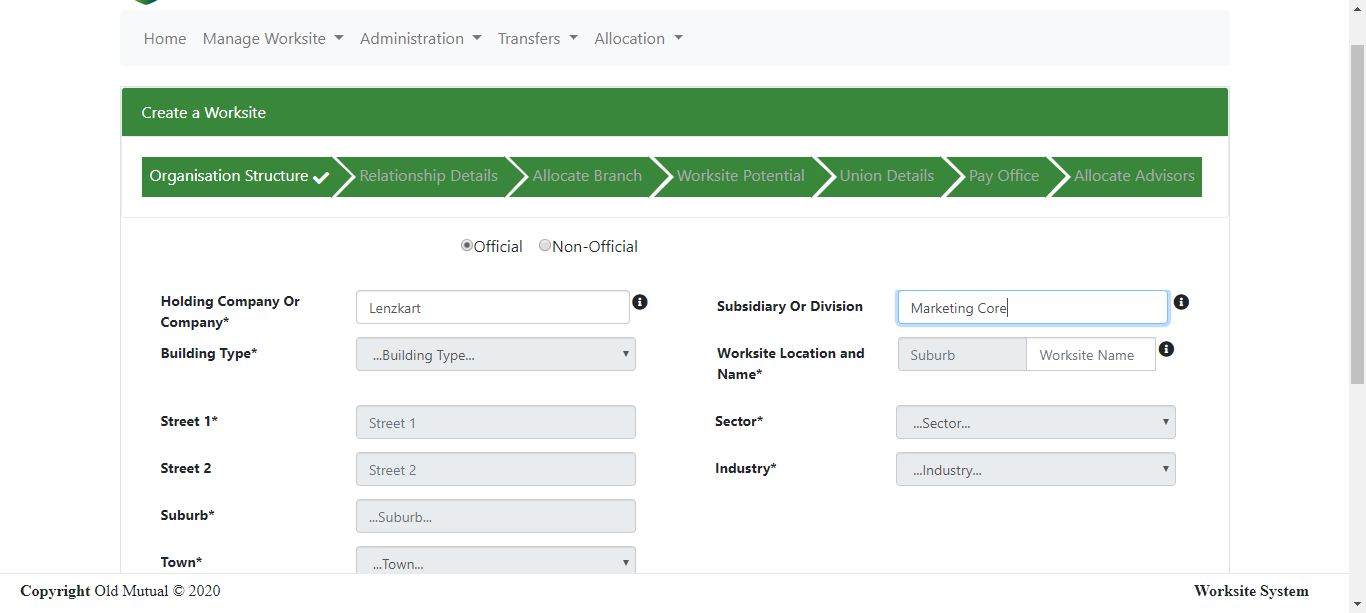 Home Manage Worksite Administration Transfers Allocation
Create a Worksite
Organisation Structure Relationship Details Allocate Branch Worksite Potential Union Details Pay Office Allocate Advisors
Official Non-Official
Holding Company Or Company* Lenzkart Subsidiary Or Division Marketing Core
Building Type* ...Building Type... Worksite Location and Name* Suburb Worksite Name
Street 1* Street 1 Sector* ...Sector...
Street 2 Street 2 Industry* ...Industry...
Suburb* ...Suburb...
Town* ...Town...
Copyright Old Mutual © 2020 Worksite System